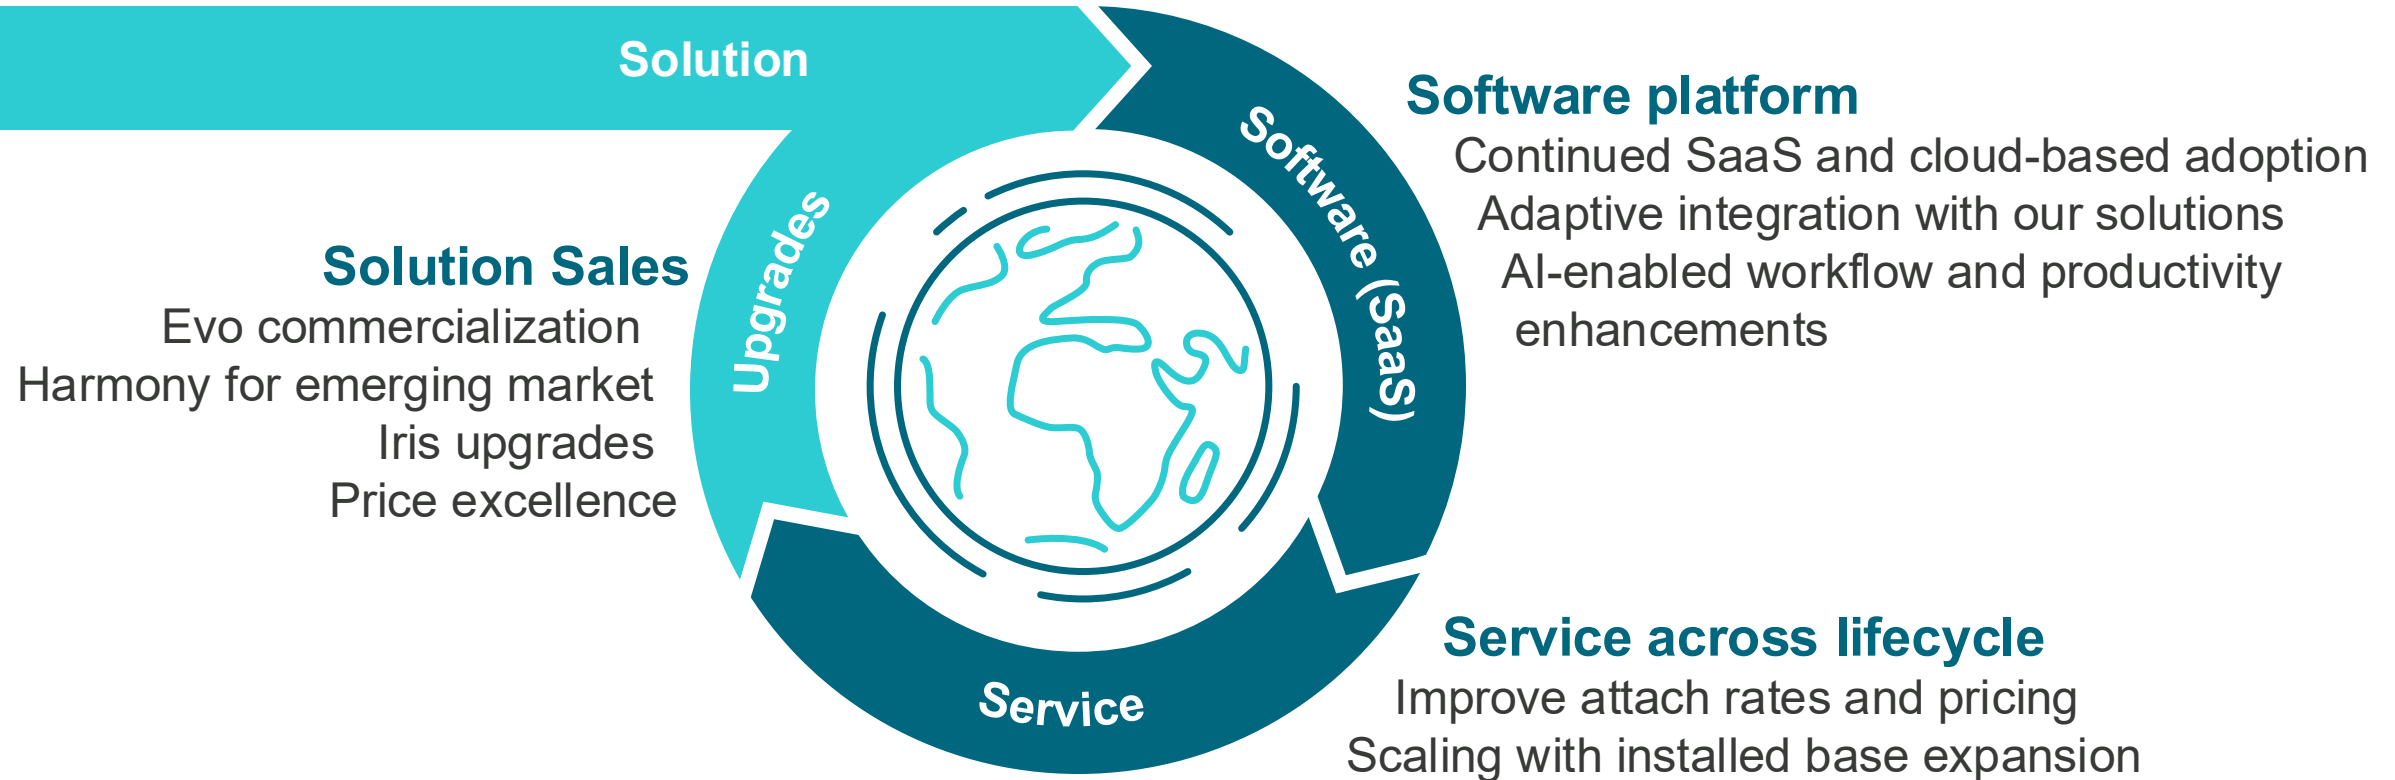 Solution
Software (SaaS)
Upgrades
Service
Software platform
Continued SaaS and cloud-based adoption
Adaptive integration with our solutions
AI-enabled workflow and productivity
enhancements
Solution Sales
Evo commercialization
Harmony for emerging market
Iris upgrades
Price excellence
Service across lifecycle
Improve attach rates and pricing
Scaling with installed base expansion